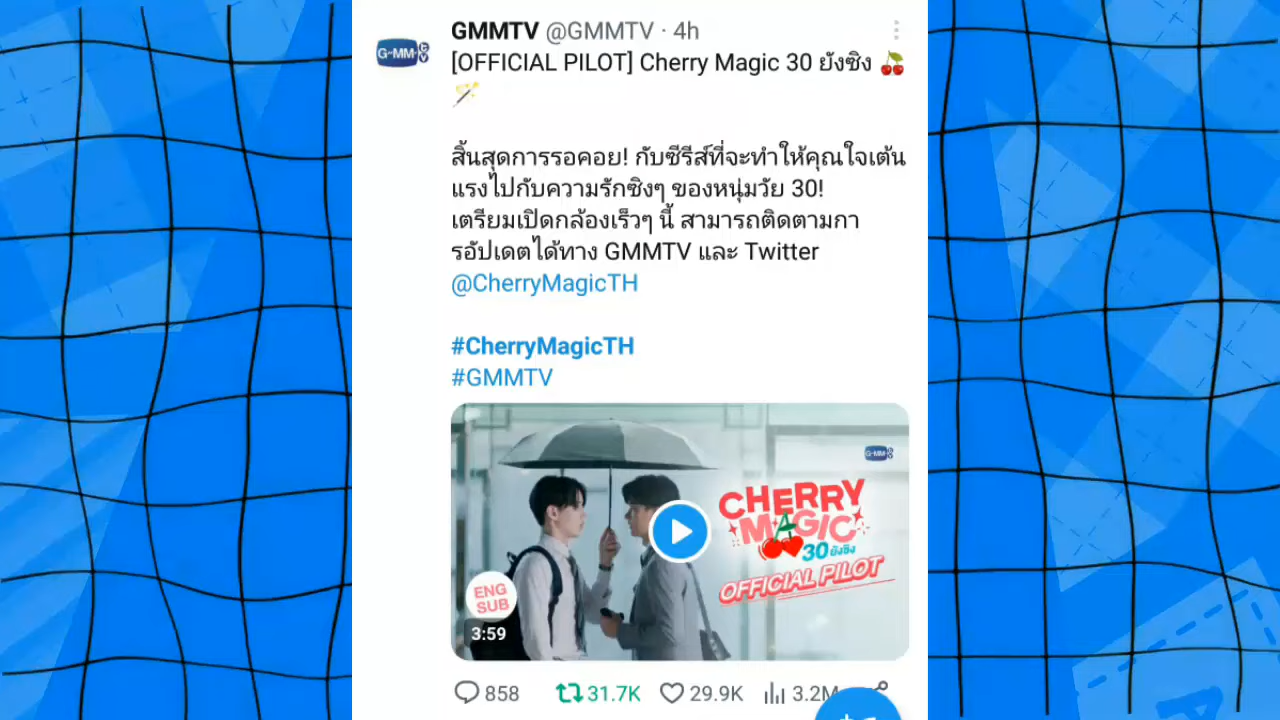 GMMTV @GMMTV · 4h
G-MM-TV
[OFFICIAL PILOT] Cherry Magic 30 ยังซิง 🍒
🪄
สิ้นสุดการรอคอย! กับซีรีส์ที่จะทำให้คุณใจเต้น
แรงไปกับความรักซิงๆ ของหนุ่มวัย 30!
เตรียมเปิดกล้องเร็วๆ นี้ สามารถติดตามกา
รอัปเดตได้ทาง GMMTV และ Twitter
@CherryMagicTH
#CherryMagicTH
#GMMTV
G-MM-TV
CHERRY
MAGIC
30 ยังซิง
OFFICIAL PILOT
ENG
SUB
3:59
858 31.7K 29.9K 3.2M